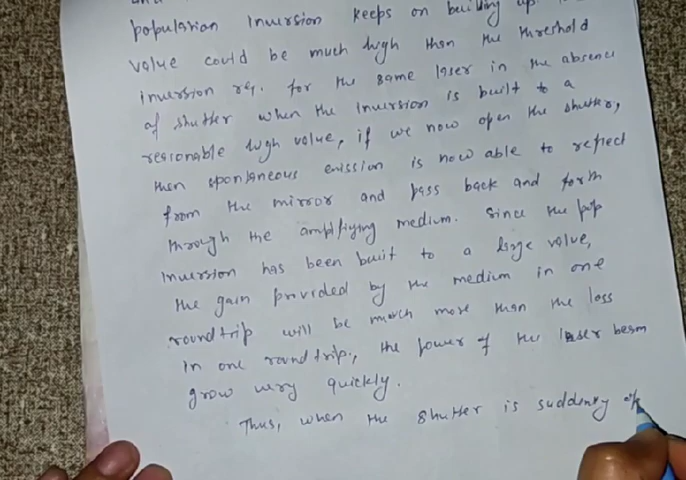 population inversion keeps on building up.
value could be much high than the threshold
inversion req. for the same laser in the absence
of shutter when the inversion is built to a
resionable high value, if we now open the shutter,
then spontaneous emission is now able to reflect
from the mirror and pass back and forth
through the amplifying medium. Since the pop
inversion has been built to a large value,
the gain provided by the medium in one
roundtrip will be much more than the loss
in one round trip, the power of the laser beam
grow very quickly.
Thus, when the shutter is suddenly